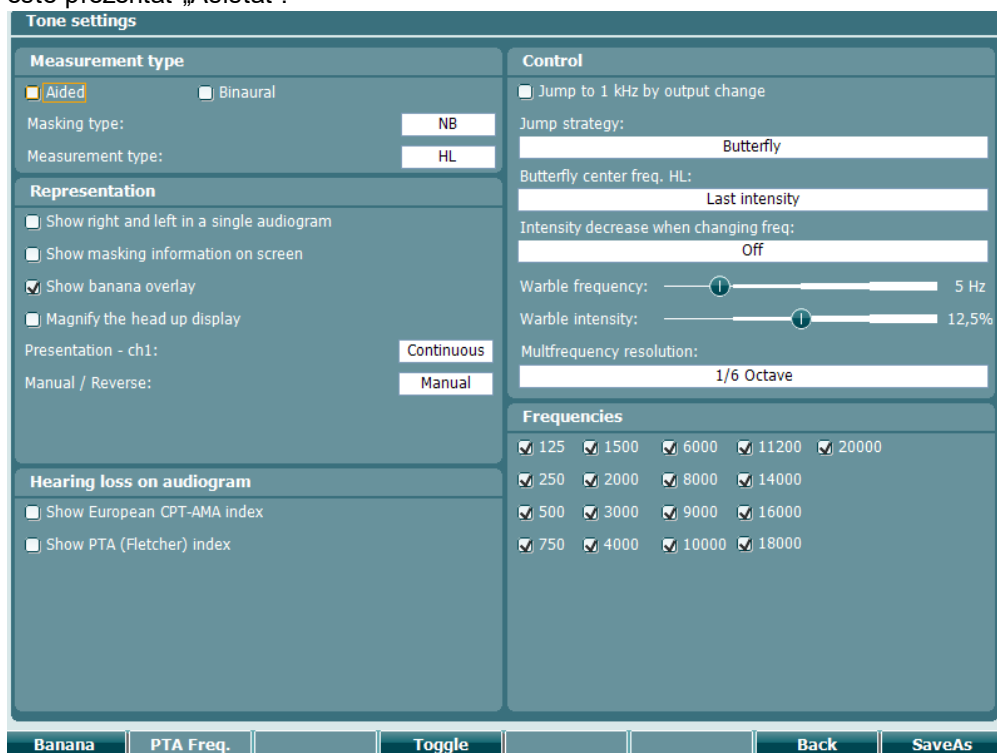 este prezentat „Asistat”.
Tone settings
Measurement type
Aided Binaural
Masking type: NB
Measurement type: HL
Representation
Show right and left in a single audiogram
Show masking information on screen
Show banana overlay
Magnify the head up display
Presentation - ch1: Continuous
Manual / Reverse: Manual
Hearing loss on audiogram
Show European CPT-AMA index
Show PTA (Fletcher) index
Control
Jump to 1 kHz by output change
Jump strategy:
Butterfly
Butterfly center freq. HL:
Last intensity
Intensity decrease when changing freq:
Off
Warble frequency: 5 Hz
Warble intensity: 12,5%
Multfrequency resolution:
1/6 Octave
Frequencies
125 1500 6000 11200 20000
250 2000 8000 14000
500 3000 9000 16000
750 4000 10000 18000
Banana PTA Freq. Toggle Back SaveAs